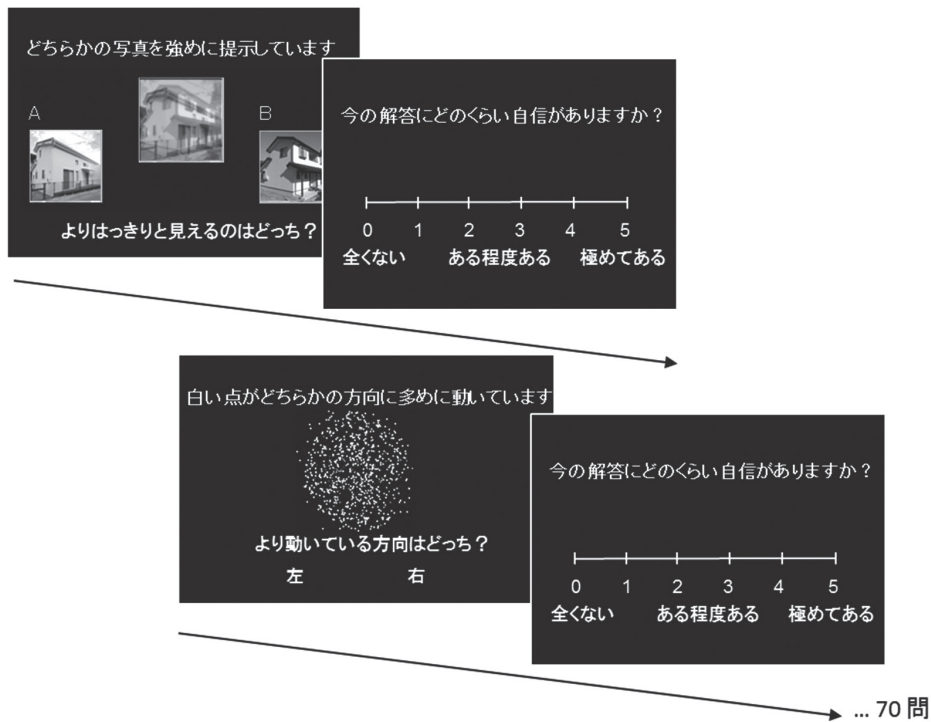 どちらかの写真を強めに提示しています
A
B
よりはっきりと見えるのはどっち？
今の解答にどのくらい自信がありますか？
0 1 2 3 4 5
全くない ある程度ある 極めてある
白い点がどちらかの方向に多めに動いています
より動いている方向はどっち？
左 右
今の解答にどのくらい自信がありますか？
0 1 2 3 4 5
全くない ある程度ある 極めてある
... 70 問